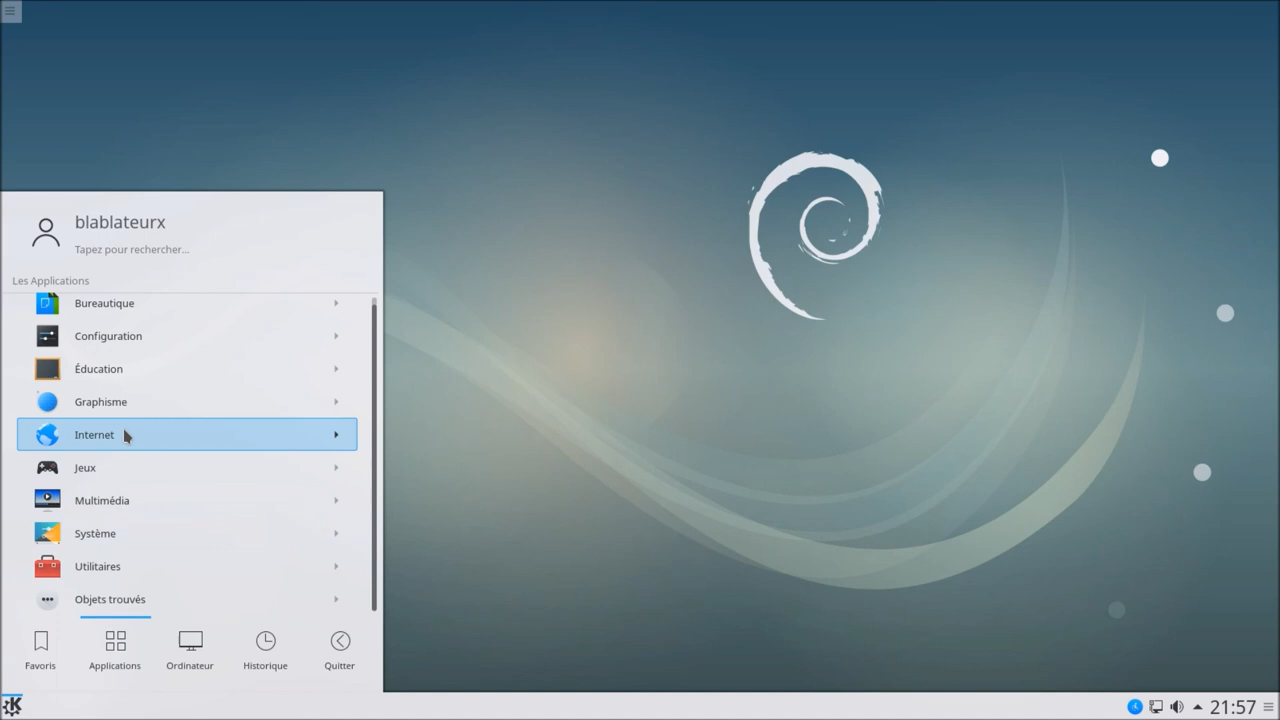 blablateurx
Tapez pour rechercher...
Les Applications
Bureautique
Configuration
Éducation
Graphisme
Internet
Jeux
Multimédia
Système
Utilitaires
Objets trouvés
Favoris
Applications
Ordinateur
Historique
Quitter
21:57